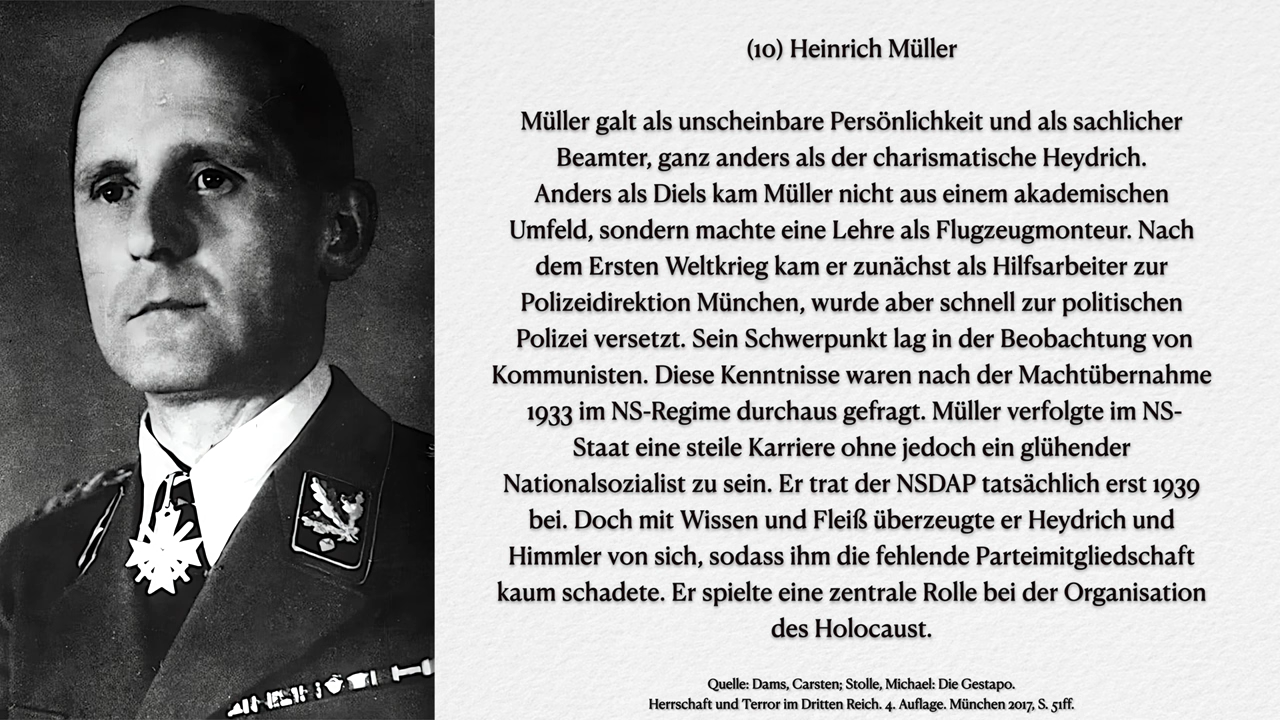 (10) Heinrich Müller
Müller galt als unscheinbare Persönlichkeit und als sachlicher
Beamter, ganz anders als der charismatische Heydrich.
Anders als Diels kam Müller nicht aus einem akademischen
Umfeld, sondern machte eine Lehre als Flugzeugmonteur. Nach
dem Ersten Weltkrieg kam er zunächst als Hilfsarbeiter zur
Polizeidirektion München, wurde aber schnell zur politischen
Polizei versetzt. Sein Schwerpunkt lag in der Beobachtung von
Kommunisten. Diese Kenntnisse waren nach der Machtübernahme
1933 im NS-Regime durchaus gefragt. Müller verfolgte im NS-
Staat eine steile Karriere ohne jedoch ein glühender
Nationalsozialist zu sein. Er trat der NSDAP tatsächlich erst 1939
bei. Doch mit Wissen und Fleiß überzeugte er Heydrich und
Himmler von sich, sodass ihm die fehlende Parteimitgliedschaft
kaum schadete. Er spielte eine zentrale Rolle bei der Organisation
des Holocaust.
Quelle: Dams, Carsten; Stolle, Michael: Die Gestapo.
Herrschaft und Terror im Dritten Reich. 4. Auflage. München 2017, S. 51ff.